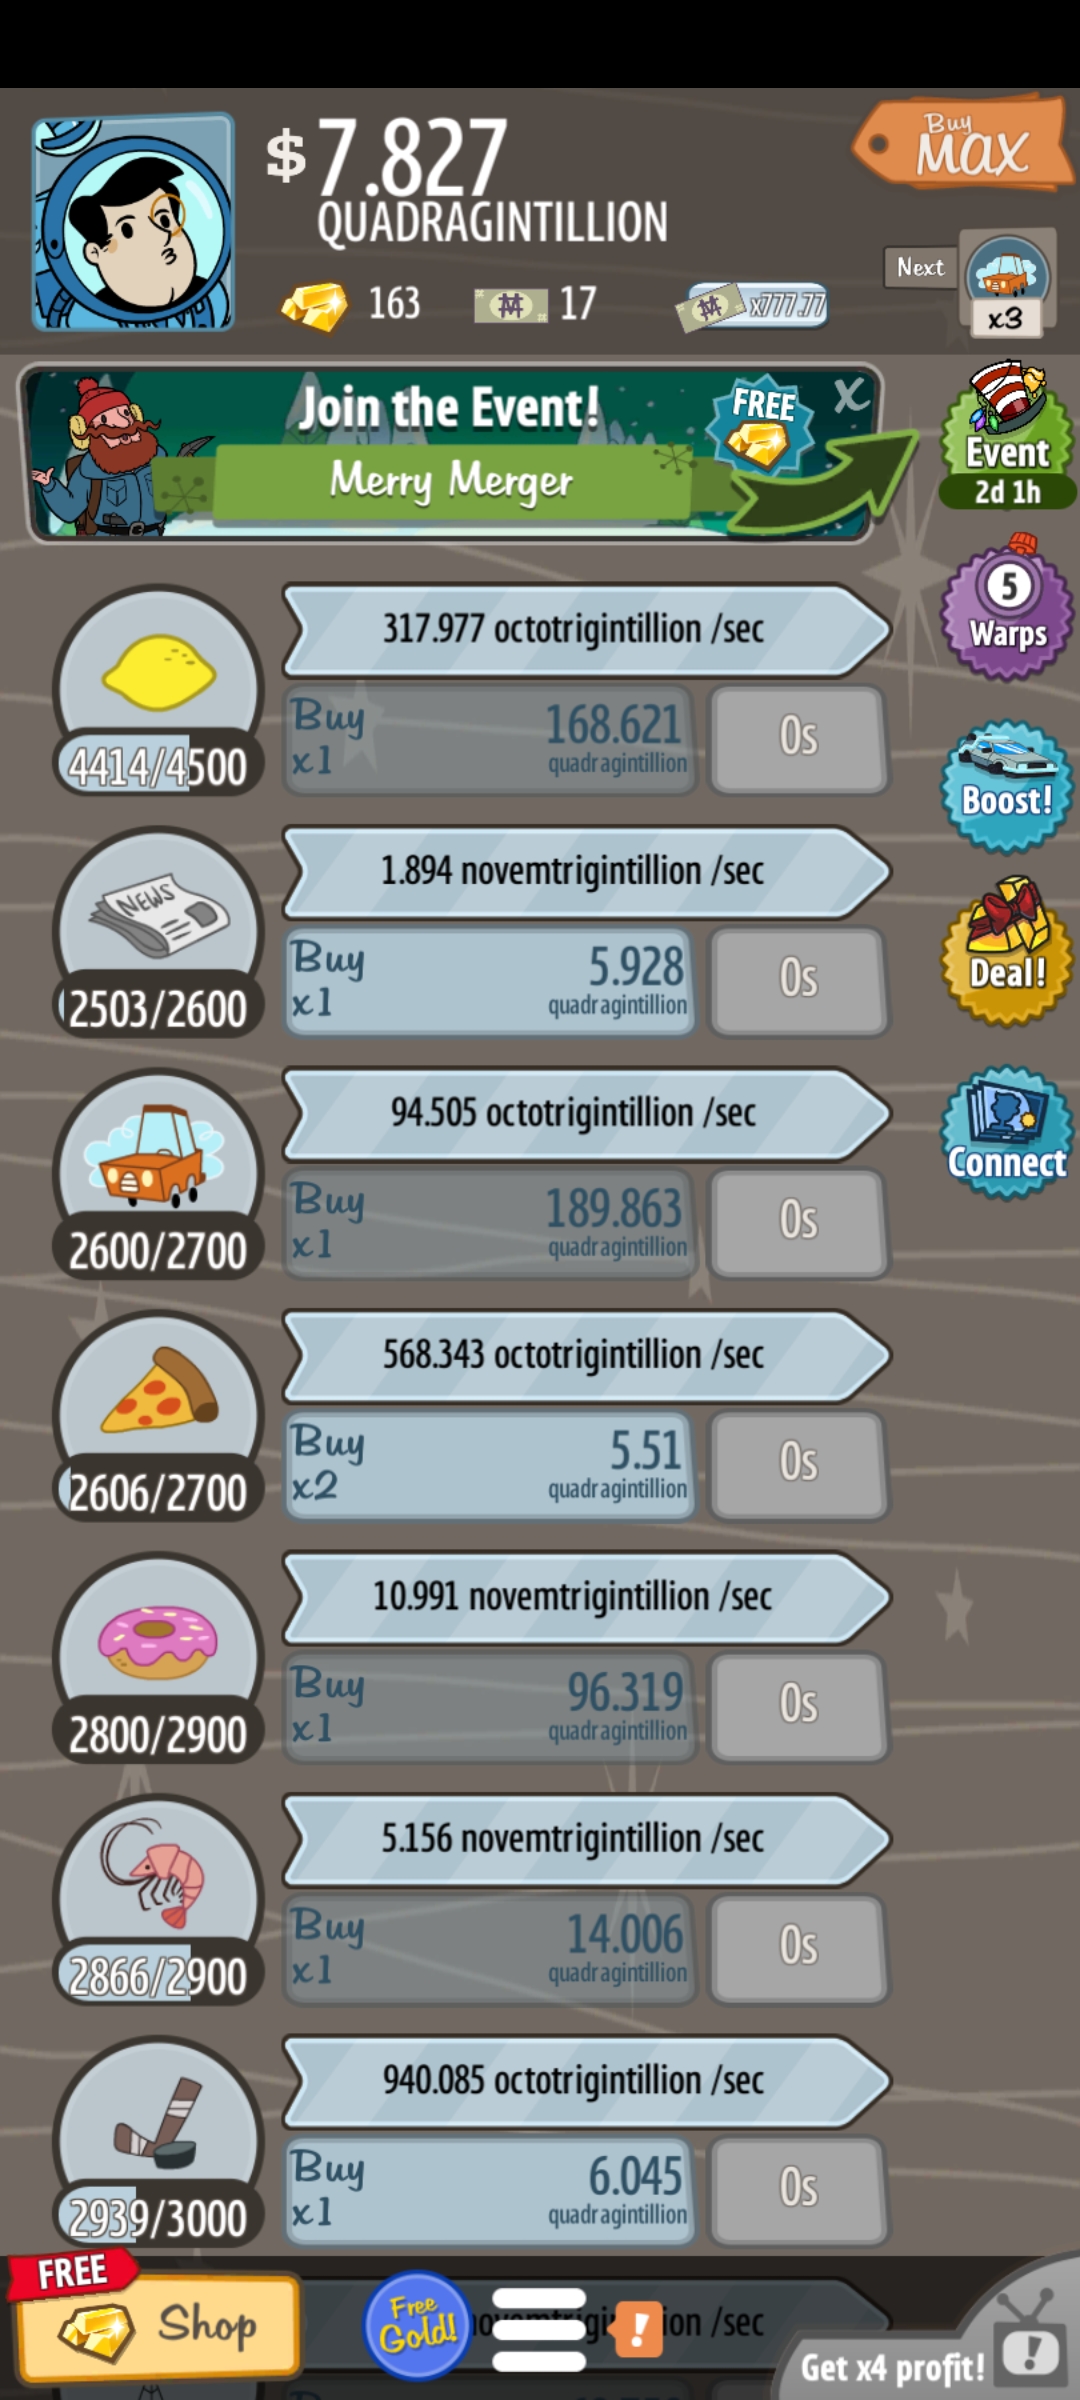 $7.827
QUADRAGINTILLION
Buy
MAX
163
17
x777.77
Next
x3
Join the Event!
Merry Merger
FREE
X
Event
2d 1h
5
Warps
Boost!
Deal!
Connect
317.977 octotrigintillion /sec
Buy
x1
168.621
quadragintillion
0s
4414/4500
NEWS
1.894 novemtrigintillion /sec
Buy
x1
5.928
quadragintillion
0s
2503/2600
94.505 octotrigintillion /sec
Buy
x1
189.863
quadragintillion
0s
2600/2700
568.343 octotrigintillion /sec
Buy
x2
5.51
quadragintillion
0s
2606/2700
10.991 novemtrigintillion /sec
Buy
x1
96.319
quadragintillion
0s
2800/2900
5.156 novemtrigintillion /sec
Buy
x1
14.006
quadragintillion
0s
2866/2900
940.085 octotrigintillion /sec
Buy
x1
6.045
quadragintillion
0s
2939/3000
FREE
Shop
Free
Gold!
!
/sec
Buy
Get x4 profit!
!